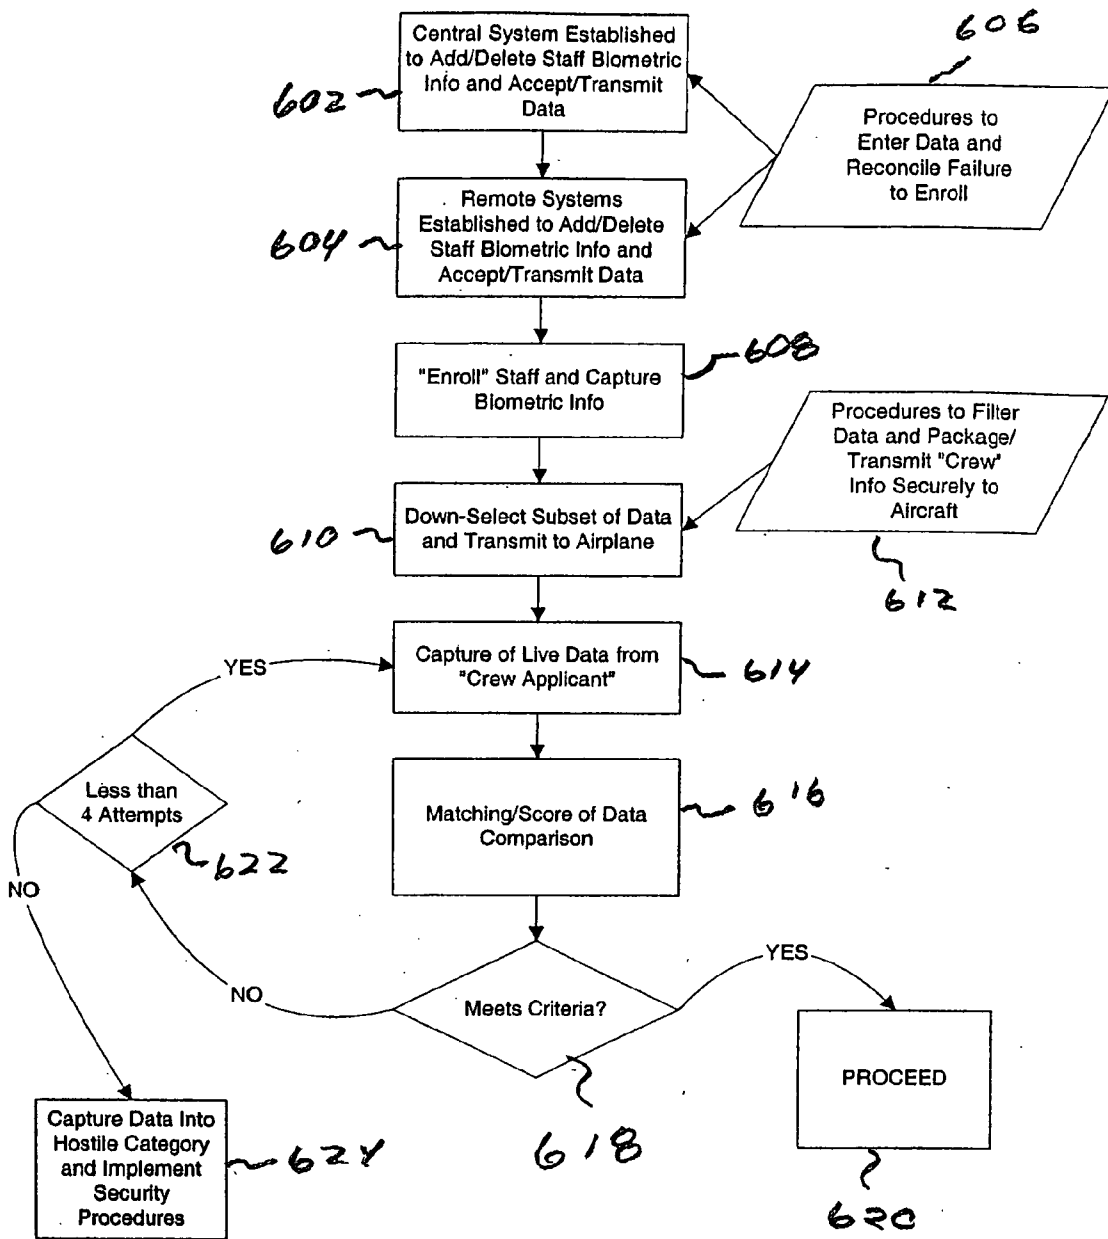 Central System Established
to Add/Delete Staff Biometric
Info and Accept/Transmit
Data
602
606
Procedures to
Enter Data and
Reconcile Failure
to Enroll
Remote Systems
Established to Add/Delete
Staff Biometric Info and
Accept/Transmit Data
604
"Enroll" Staff and Capture
Biometric Info
608
Procedures to Filter
Data and Package/
Transmit "Crew"
Info Securely to
Aircraft
612
Down-Select Subset of Data
and Transmit to Airplane
610
Capture of Live Data from
"Crew Applicant"
614
YES
Less than
4 Attempts
622
Matching/Score of Data
Comparison
616
NO
NO
Meets Criteria?
618
YES
PROCEED
620
Capture Data Into
Hostile Category
and Implement
Security
Procedures
624